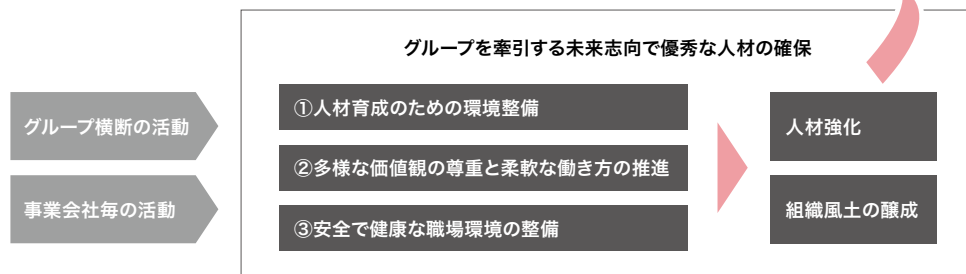 グループを牽引する未来志向で優秀な人材の確保
グループ横断の活動
事業会社毎の活動
①人材育成のための環境整備
②多様な価値観の尊重と柔軟な働き方の推進
③安全で健康な職場環境の整備
人材強化
組織風土の醸成